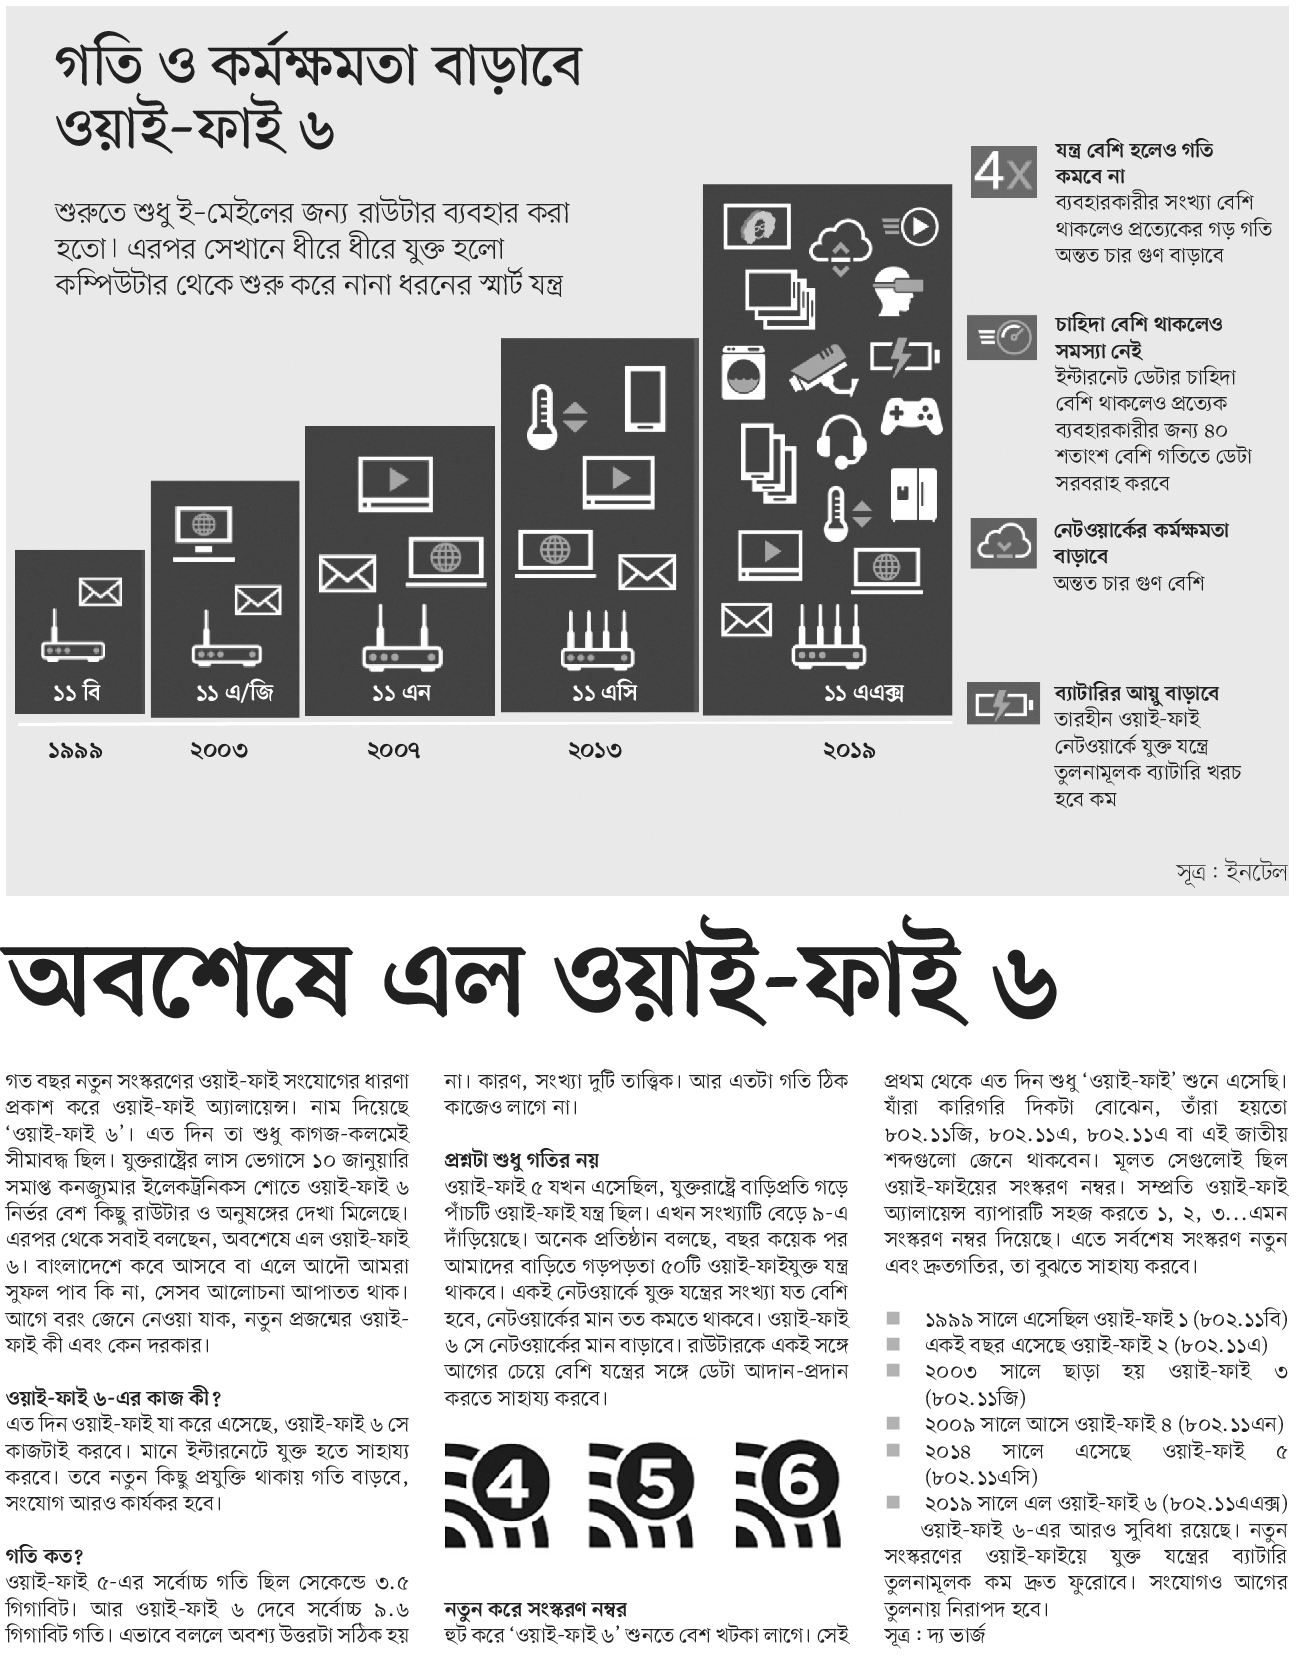 গতি ও কর্মক্ষমতা বাড়াবে
ওয়াই-ফাই ৬
শুরুতে শুধু ই-মেইলের জন্য রাউটার ব্যবহার করা
হতো। এরপর সেখানে ধীরে ধীরে যুক্ত হলো
কম্পিউটার থেকে শুরু করে নানা ধরনের স্মার্ট যন্ত্র
১১ বি
১১ এ/জি
১১ এন
১১ এসি
১১ এএক্স
১৯৯৯
২০০৩
২০০৭
২০১৩
২০১৯
4x
যন্ত্র বেশি হলেও গতি
কমবে না
ব্যবহারকারীর সংখ্যা বেশি
থাকলেও প্রত্যেকের গড় গতি
অন্তত চার গুণ বাড়াবে
চাহিদা বেশি থাকলেও
সমস্যা নেই
ইন্টারনেট ডেটার চাহিদা
বেশি থাকলেও প্রত্যেক
ব্যবহারকারীর জন্য ৪০
শতাংশ বেশি গতিতে ডেটা
সরবরাহ করবে
নেটওয়ার্কের কর্মক্ষমতা
বাড়াবে
অন্তত চার গুণ বেশি
ব্যাটারির আয়ু বাড়াবে
তারহীন ওয়াই-ফাই
নেটওয়ার্কে যুক্ত যন্ত্রে
তুলনামূলক ব্যাটারি খরচ
হবে কম
সূত্র : ইনটেল
অবশেষে এল ওয়াই-ফাই ৬
গত বছর নতুন সংস্করণের ওয়াই-ফাই সংযোগের ধারণা
প্রকাশ করে ওয়াই-ফাই অ্যালায়েন্স। নাম দিয়েছে
‘ওয়াই-ফাই ৬’। এত দিন তা শুধু কাগজ-কলমেই
সীমাবদ্ধ ছিল। যুক্তরাষ্ট্রের লাস ভেগাসে ১০ জানুয়ারি
সমাপ্ত কনজ্যুমার ইলেকট্রনিকস শোতে ওয়াই-ফাই ৬
নির্ভর বেশ কিছু রাউটার ও অনুষঙ্গের দেখা মিলেছে।
এরপর থেকে সবাই বলছেন, অবশেষে এল ওয়াই-ফাই
৬। বাংলাদেশে কবে আসবে বা এলে আদৌ আমরা
সুফল পাব কি না, সেসব আলোচনা আপাতত থাক।
আগে বরং জেনে নেওয়া যাক, নতুন প্রজন্মের ওয়াই-
ফাই কী এবং কেন দরকার।
ওয়াই-ফাই ৬-এর কাজ কী?
এত দিন ওয়াই-ফাই যা করে এসেছে, ওয়াই-ফাই ৬ সে
কাজটাই করবে। মানে ইন্টারনেটে যুক্ত হতে সাহায্য
করবে। তবে নতুন কিছু প্রযুক্তি থাকায় গতি বাড়বে,
সংযোগ আরও কার্যকর হবে।
গতি কত?
ওয়াই-ফাই ৫-এর সর্বোচ্চ গতি ছিল সেকেন্ডে ৩.৫
গিগাবিট। আর ওয়াই-ফাই ৬ দেবে সর্বোচ্চ ৯.৬
গিগাবিট গতি। এভাবে বললে অবশ্য উত্তরটা সঠিক হয়
না। কারণ, সংখ্যা দুটি তাত্ত্বিক। আর এতটা গতি ঠিক
কাজেও লাগে না।
প্রশ্নটা শুধু গতির নয়
ওয়াই-ফাই ৫ যখন এসেছিল, যুক্তরাষ্ট্রে বাড়িপ্রতি গড়ে
পাঁচটি ওয়াই-ফাই যন্ত্র ছিল। এখন সংখ্যাটি বেড়ে ৯-এ
দাঁড়িয়েছে। অনেক প্রতিষ্ঠান বলছে, বছর কয়েক পর
আমাদের বাড়িতে গড়পড়তা ৫০টি ওয়াই-ফাইযুক্ত যন্ত্র
থাকবে। একই নেটওয়ার্কে যুক্ত যন্ত্রের সংখ্যা যত বেশি
হবে, নেটওয়ার্কের মান তত কমতে থাকবে। ওয়াই-ফাই
৬ সে নেটওয়ার্কের মান বাড়াবে। রাউটারকে একই সঙ্গে
আগের চেয়ে বেশি যন্ত্রের সঙ্গে ডেটা আদান-প্রদান
করতে সাহায্য করবে।
4 5 6
নতুন করে সংস্করণ নম্বর
হুট করে ‘ওয়াই-ফাই ৬’ শুনতে বেশ খটকা লাগে। সেই
প্রথম থেকে এত দিন শুধু ‘ওয়াই-ফাই’ শুনে এসেছি।
যাঁরা কারিগরি দিকটা বোঝেন, তাঁরা হয়তো
৮০২.১১জি, ৮০২.১১এ, ৮০২.১১এ বা এই জাতীয়
শব্দগুলো জেনে থাকবেন। মূলত সেগুলোই ছিল
ওয়াই-ফাইয়ের সংস্করণ নম্বর। সম্প্রতি ওয়াই-ফাই
অ্যালায়েন্স ব্যাপারটি সহজ করতে ১, ২, ৩...এমন
সংস্করণ নম্বর দিয়েছে। এতে সর্বশেষ সংস্করণ নতুন
এবং দ্রুতগতির, তা বুঝতে সাহায্য করবে।
■ ১৯৯৯ সালে এসেছিল ওয়াই-ফাই ১ (৮০২.১১বি)
■ একই বছর এসেছে ওয়াই-ফাই ২ (৮০২.১১এ)
■ ২০০৩ সালে ছাড়া হয় ওয়াই-ফাই ৩
(৮০২.১১জি)
■ ২০০৯ সালে আসে ওয়াই-ফাই ৪ (৮০২.১১এন)
■ ২০১৪ সালে এসেছে ওয়াই-ফাই ৫
(৮০২.১১এসি)
■ ২০১৯ সালে এল ওয়াই-ফাই ৬ (৮০২.১১এএক্স)
ওয়াই-ফাই ৬-এর আরও সুবিধা রয়েছে। নতুন
সংস্করণের ওয়াই-ফাইয়ে যুক্ত যন্ত্রের ব্যাটারি
তুলনামূলক কম দ্রুত ফুরোবে। সংযোগও আগের
তুলনায় নিরাপদ হবে।
সূত্র : দ্য ভার্জ